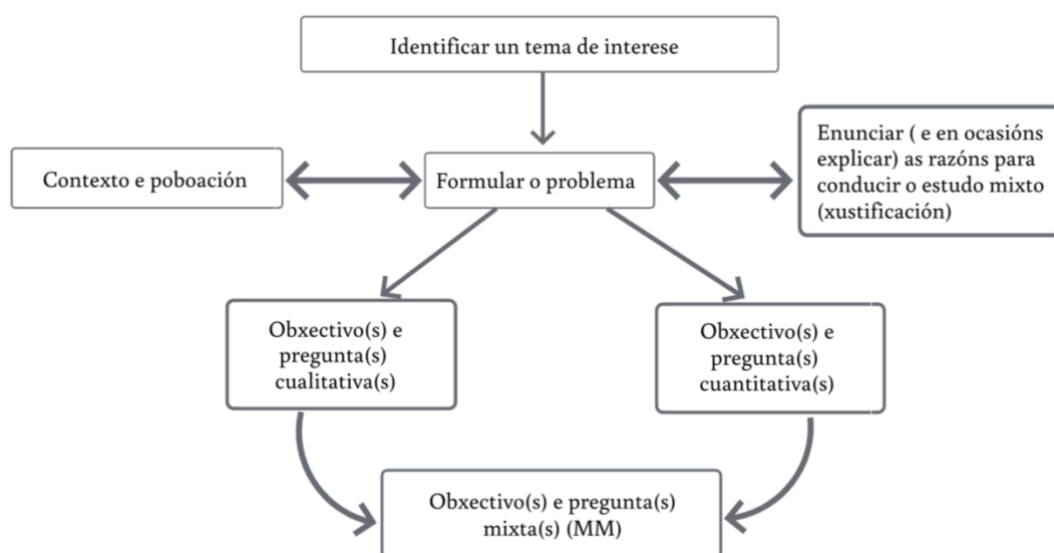 Identificar un tema de interese
Contexto e poboación
Formular o problema
Enunciar ( e en ocasións
explicar) as razóns para
conducir o estudo mixto
(xustificación)
Obxectivo(s) e
pregunta(s)
cualitativa(s)
Obxectivo(s) e
pregunta(s)
cuantitativa(s)
Obxectivo(s) e pregunta(s)
mixta(s) (MM)